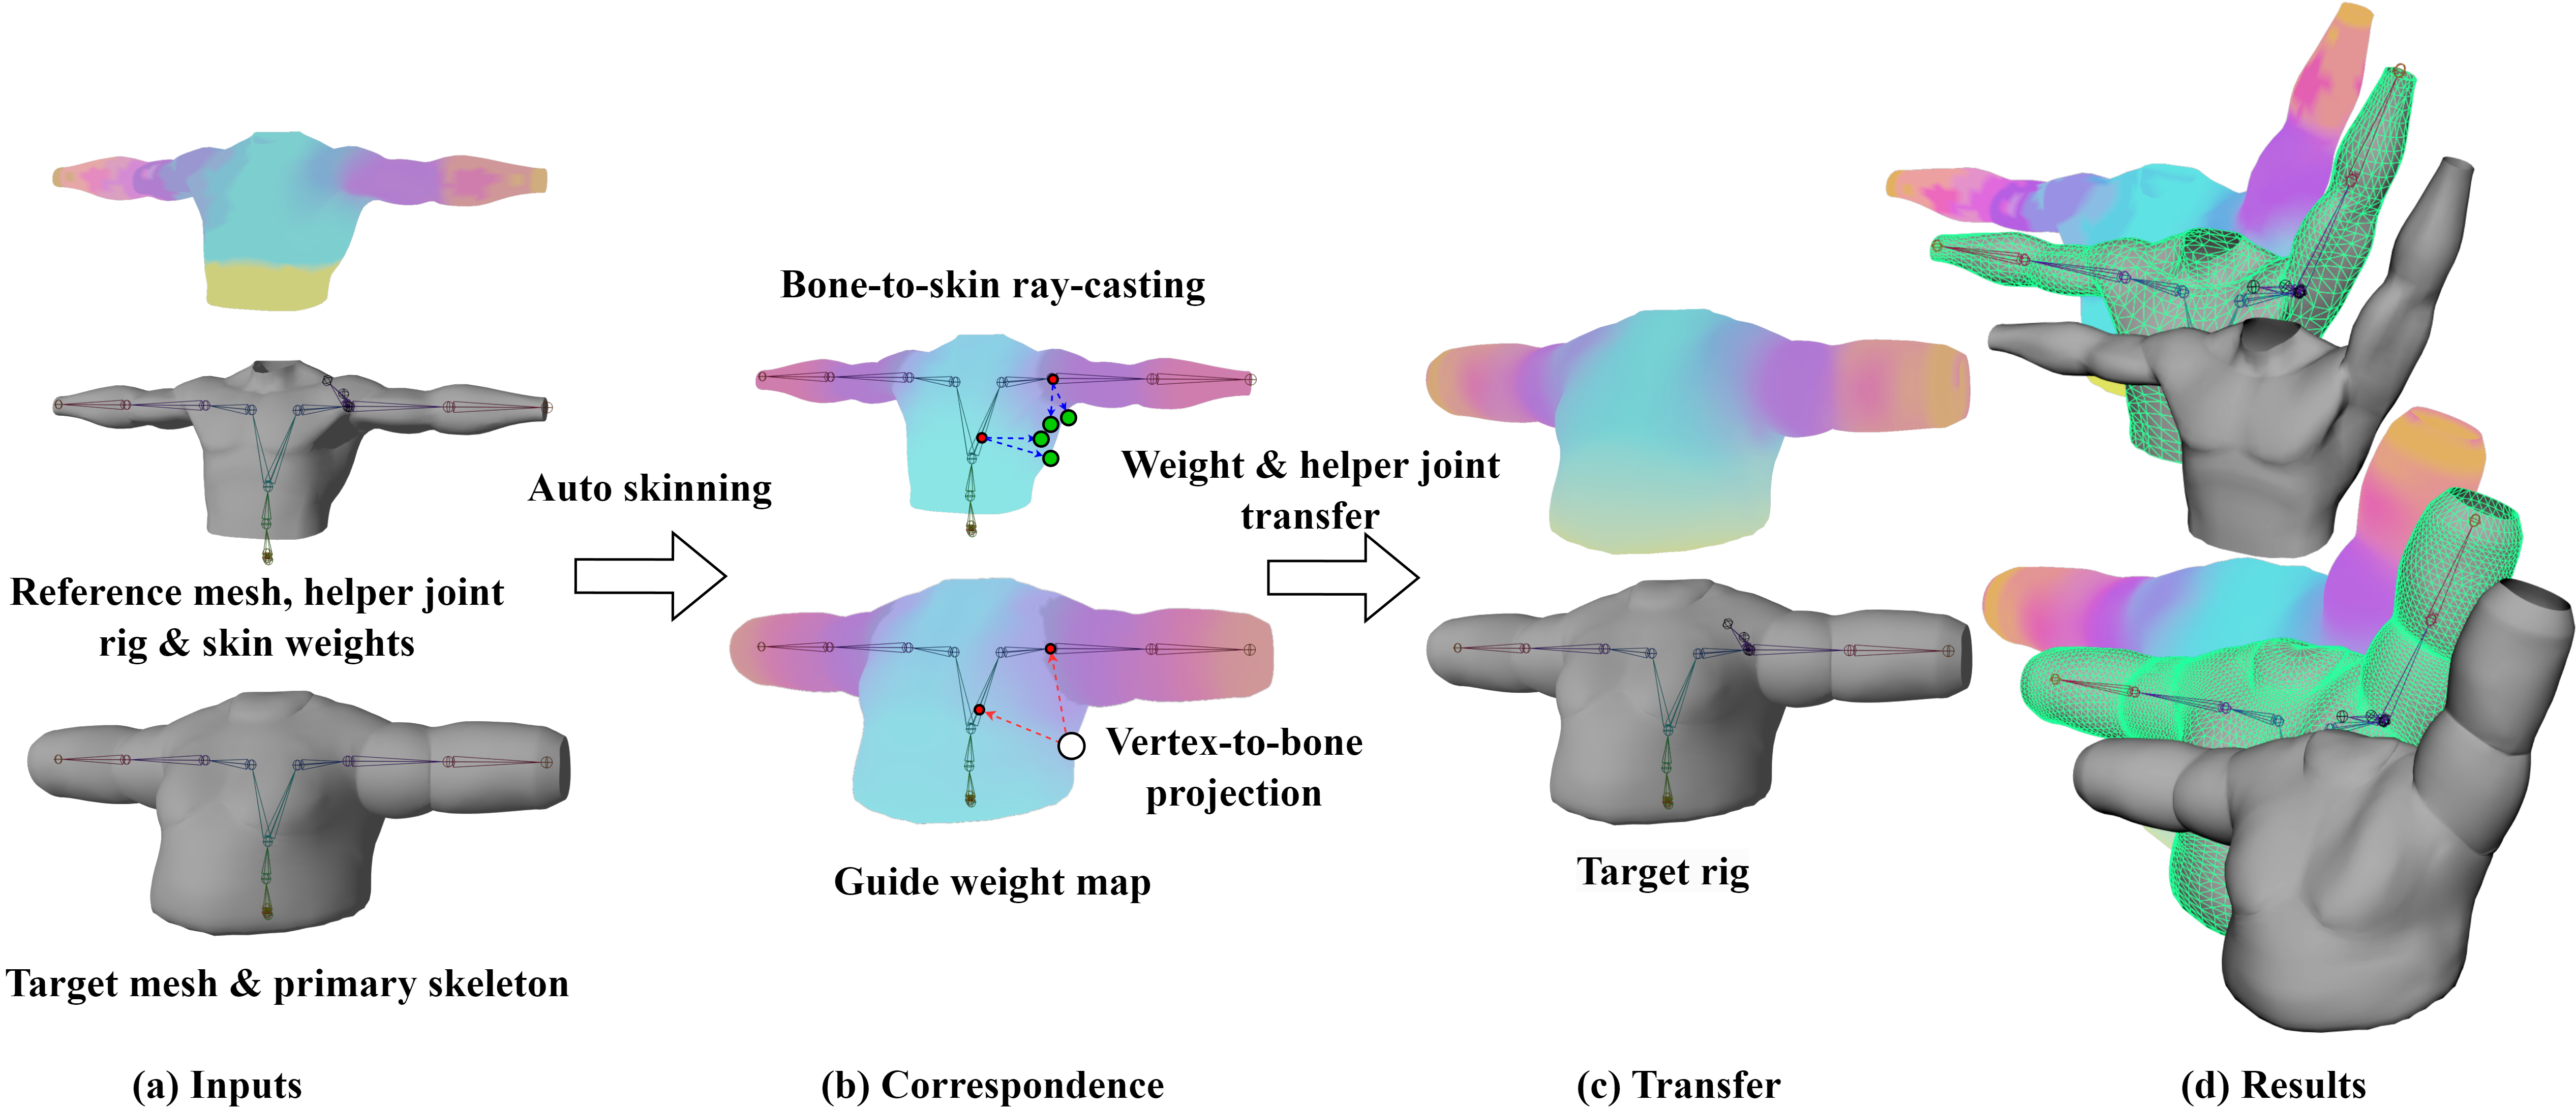 Reference mesh, helper joint
rig & skin weights
Target mesh & primary skeleton
(a) Inputs
Auto skinning
Bone-to-skin ray-casting
Vertex-to-bone
projection
Guide weight map
(b) Correspondence
Weight & helper joint
transfer
Target rig
(c) Transfer
(d) Results